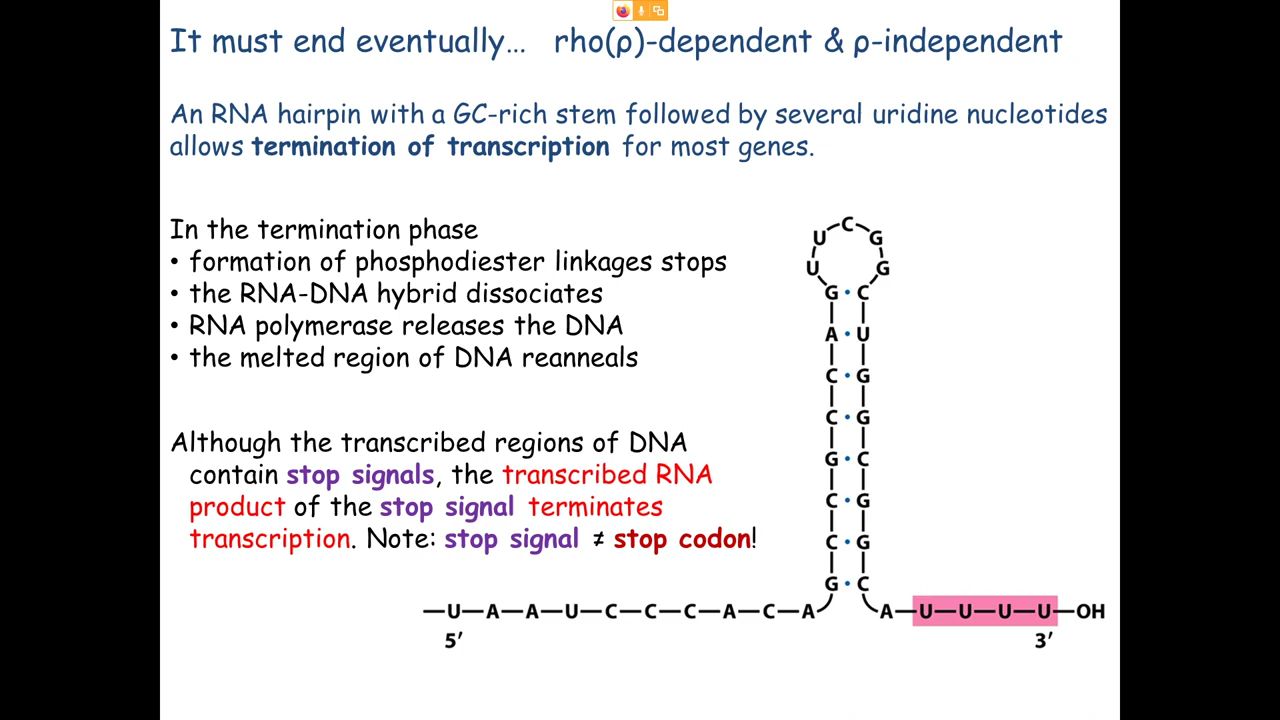 It must end eventually… rho(ρ)-dependent & ρ-independent
An RNA hairpin with a GC-rich stem followed by several uridine nucleotides
allows termination of transcription for most genes.
In the termination phase
• formation of phosphodiester linkages stops
• the RNA-DNA hybrid dissociates
• RNA polymerase releases the DNA
• the melted region of DNA reanneals
Although the transcribed regions of DNA
contain stop signals, the transcribed RNA
product of the stop signal terminates
transcription. Note: stop signal ≠ stop codon!
C
U G
U G
G · C
A · U
C · G
C · G
G · C
C · G
C · G
G · C
—U—A—A—U—C—C—C—A—C—A A—U—U—U—U—OH
5′ 3′